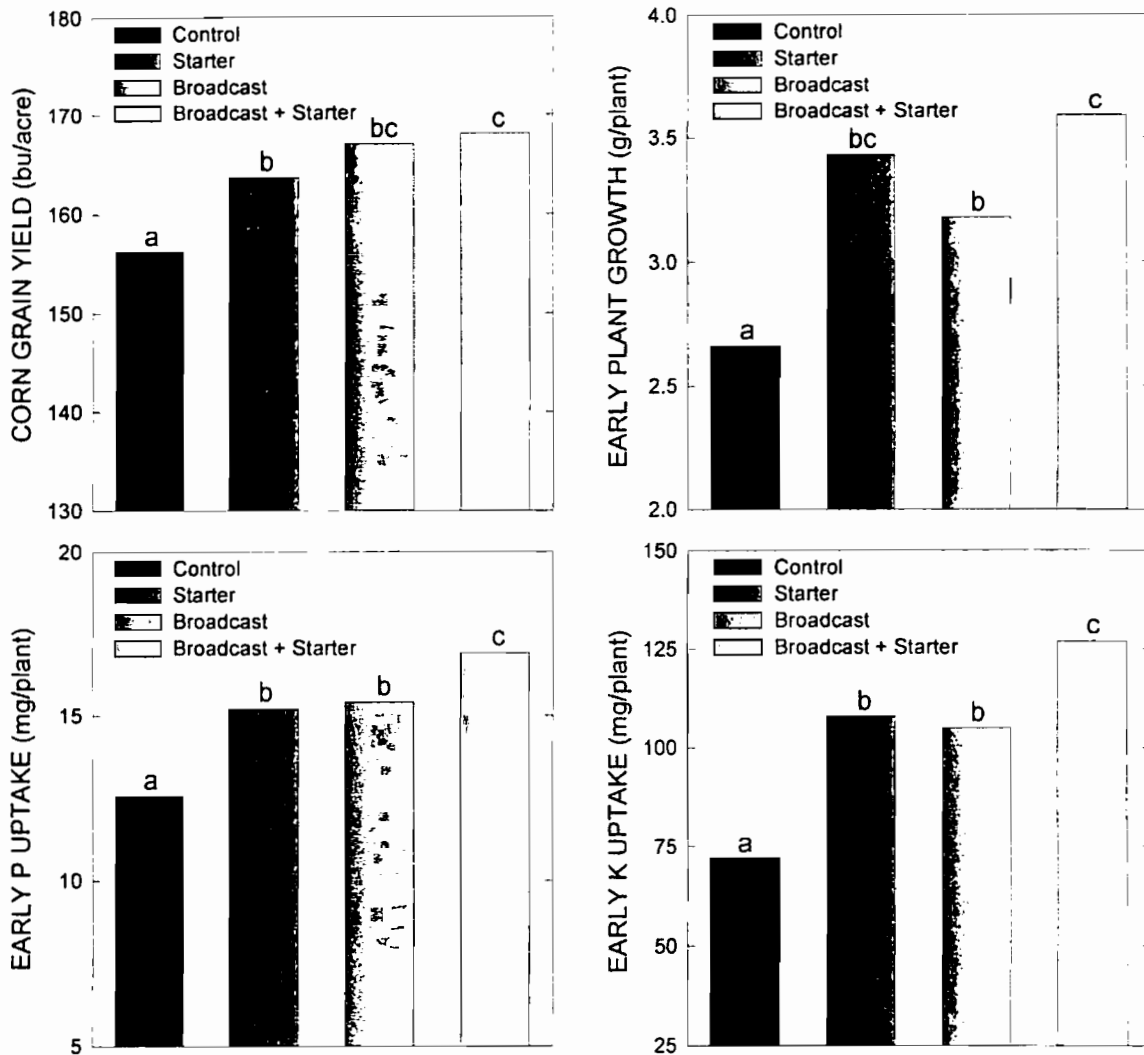 CORN GRAIN YIELD (bu/acre)
180
170
160
150
140
130
Control
Starter
Broadcast
Broadcast + Starter
a
b
bc
c
EARLY PLANT GROWTH (g/plant)
4.0
3.5
3.0
2.5
2.0
Control
Starter
Broadcast
Broadcast + Starter
a
bc
b
c
EARLY P UPTAKE (mg/plant)
20
15
10
5
Control
Starter
Broadcast
Broadcast + Starter
a
b
b
c
EARLY K UPTAKE (mg/plant)
150
125
100
75
50
25
Control
Starter
Broadcast
Broadcast + Starter
a
b
b
c